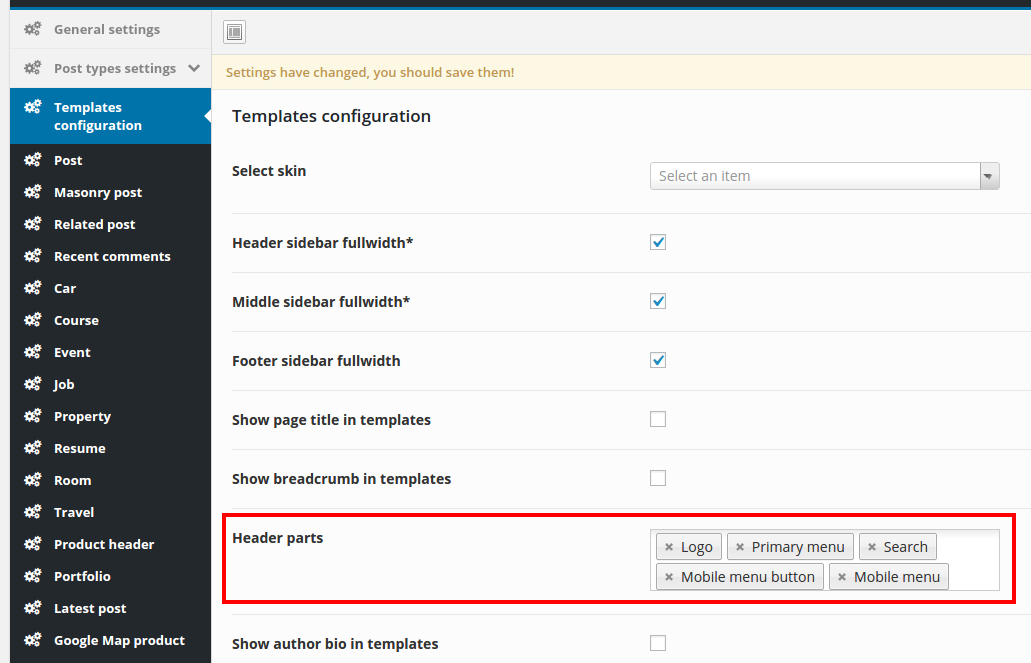 General settings
Post types settings
Templates
configuration
Post
Masonry post
Related post
Recent comments
Car
Course
Event
Job
Property
Resume
Room
Travel
Product header
Portfolio
Latest post
Google Map product
Settings have changed, you should save them!
Templates configuration
Select skin
Select an item
Header sidebar fullwidth*
Middle sidebar fullwidth*
Footer sidebar fullwidth
Show page title in templates
Show breadcrumb in templates
Header parts
× Logo × Primary menu × Search
× Mobile menu button × Mobile menu
Show author bio in templates